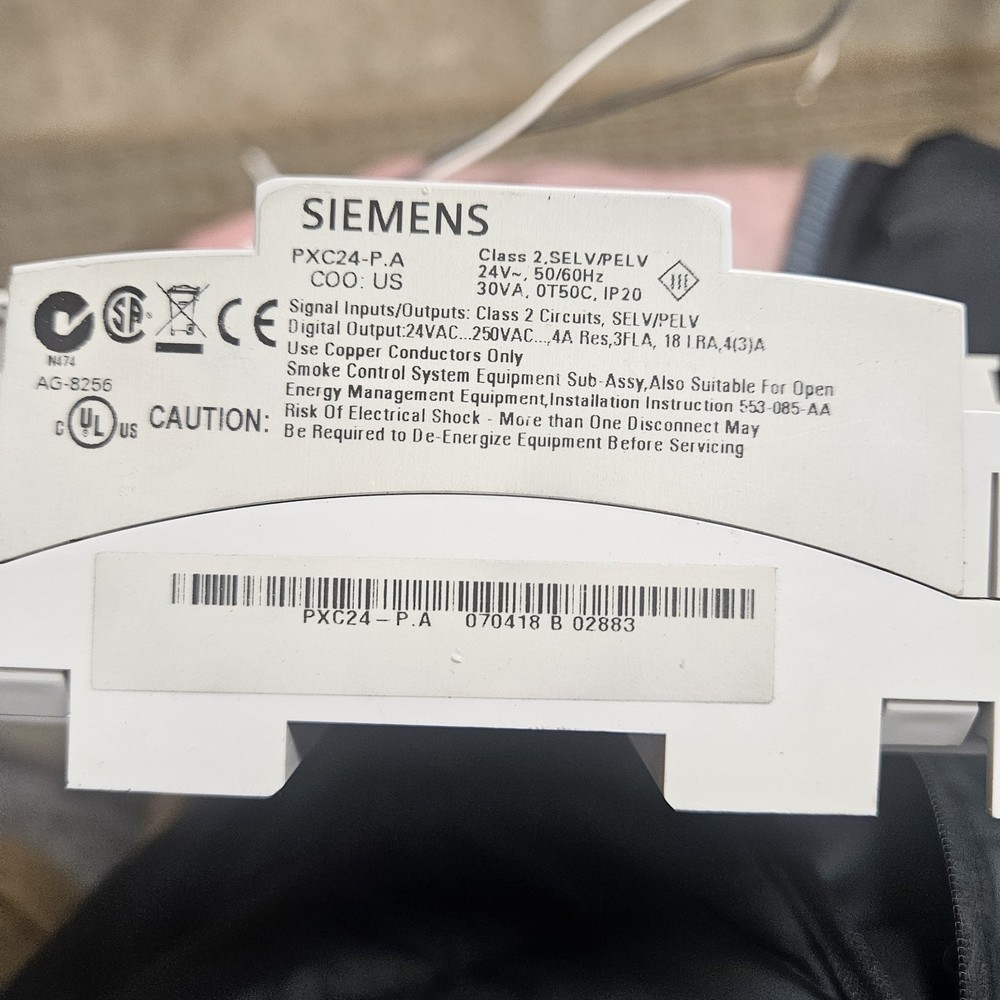 SIEMENS
PXC24-P.A
COO: US
Class 2,SELV/PELV
24V~, 50/60Hz
30VA, 0T50C, IP20
N474
SA
CE
Signal Inputs/Outputs: Class 2 Circuits, SELV/PELV
Digital Output:24VAC...250VAC...,4A Res,3FLA, 18 LRA,4(3)A
Use Copper Conductors Only
Smoke Control System Equipment Sub-Assy,Also Suitable For Open
Energy Management Equipment,Installation Instruction 553-085-AA
AG-8256
C UL US
CAUTION:
Risk Of Electrical Shock - More than One Disconnect May
Be Required to De-Energize Equipment Before Servicing
PXC24-P.A 070418 B 02883